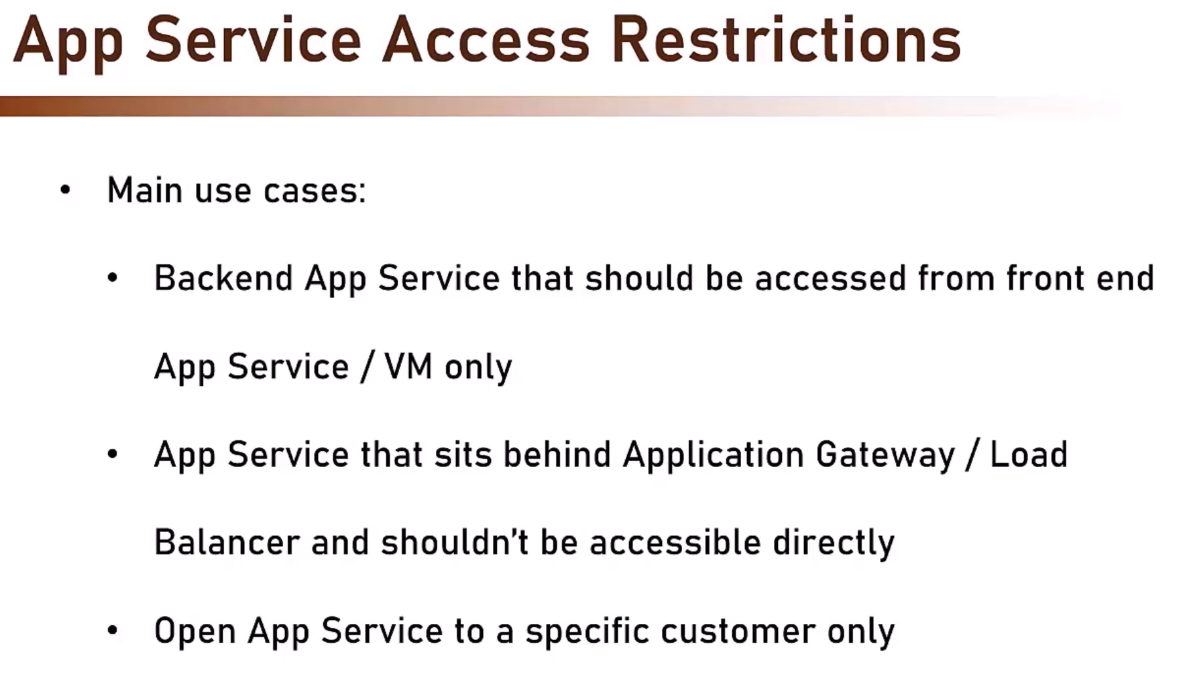 App Service Access Restrictions
• Main use cases:
• Backend App Service that should be accessed from front end
App Service / VM only
• App Service that sits behind Application Gateway / Load
Balancer and shouldn't be accessible directly
• Open App Service to a specific customer only